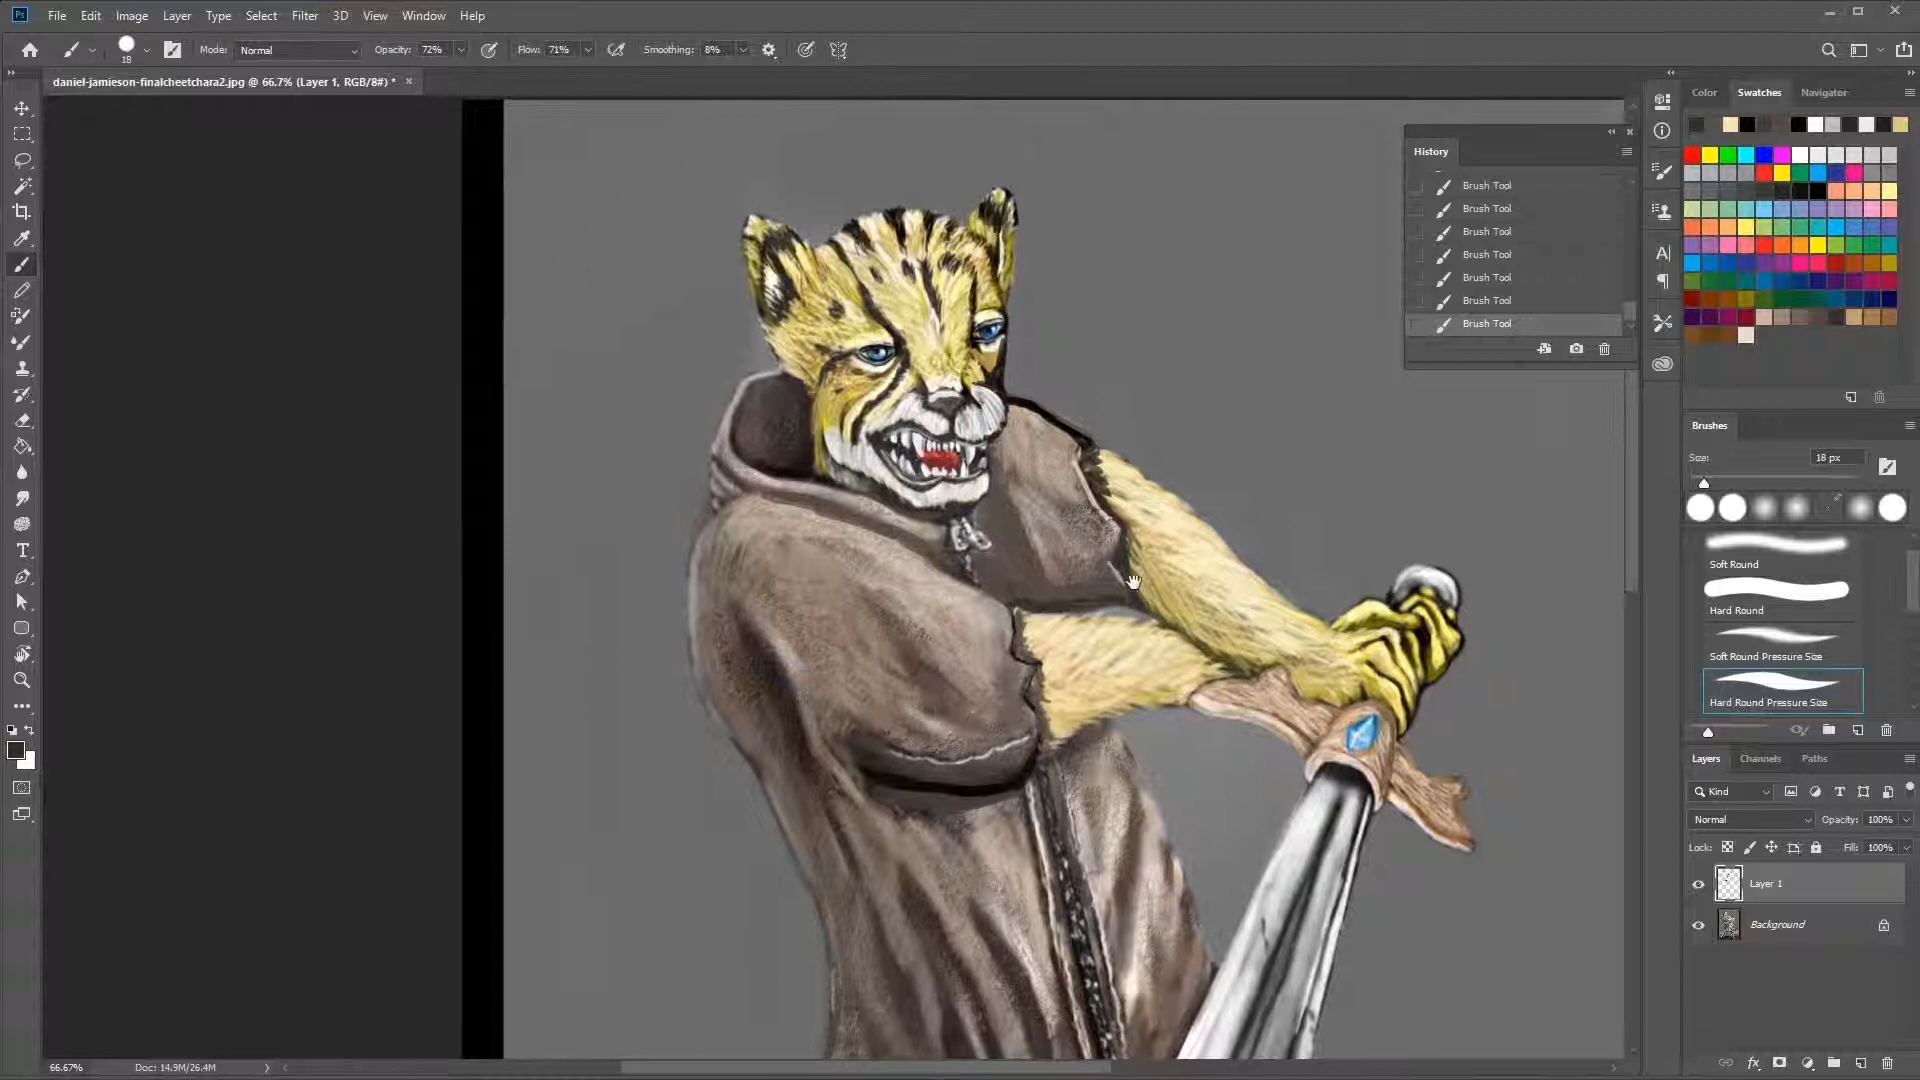 Ps File Edit Image Layer Type Select Filter 3D View Window Help
18 Mode: Normal Opacity: 72% Flow: 71% Smoothing: 8%
daniel-jamieson-finalcheetchara2.jpg @ 66.7% (Layer 1, RGB/8#) *
Color Swatches Navigator
History
Brush Tool
Brush Tool
Brush Tool
Brush Tool
Brush Tool
Brush Tool
Brush Tool
Brushes
Size: 18 px
Soft Round
Hard Round
Soft Round Pressure Size
Hard Round Pressure Size
Layers Channels Paths
Kind
Normal Opacity: 100%
Lock: Fill: 100%
Layer 1
Background
66.67% Doc: 14.9M/26.4M